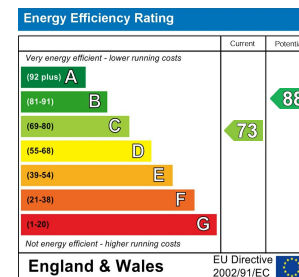 Energy Efficiency Rating
Current
Very energy efficient - lower running costs
(92 plus) A
(81-91) B
88
(69-80) C
73
(55-68) D
(39-54) E
(21-38) F
(1-20) G
Not energy efficient - higher running costs
England & Wales
EU Directive
2002/91/EC